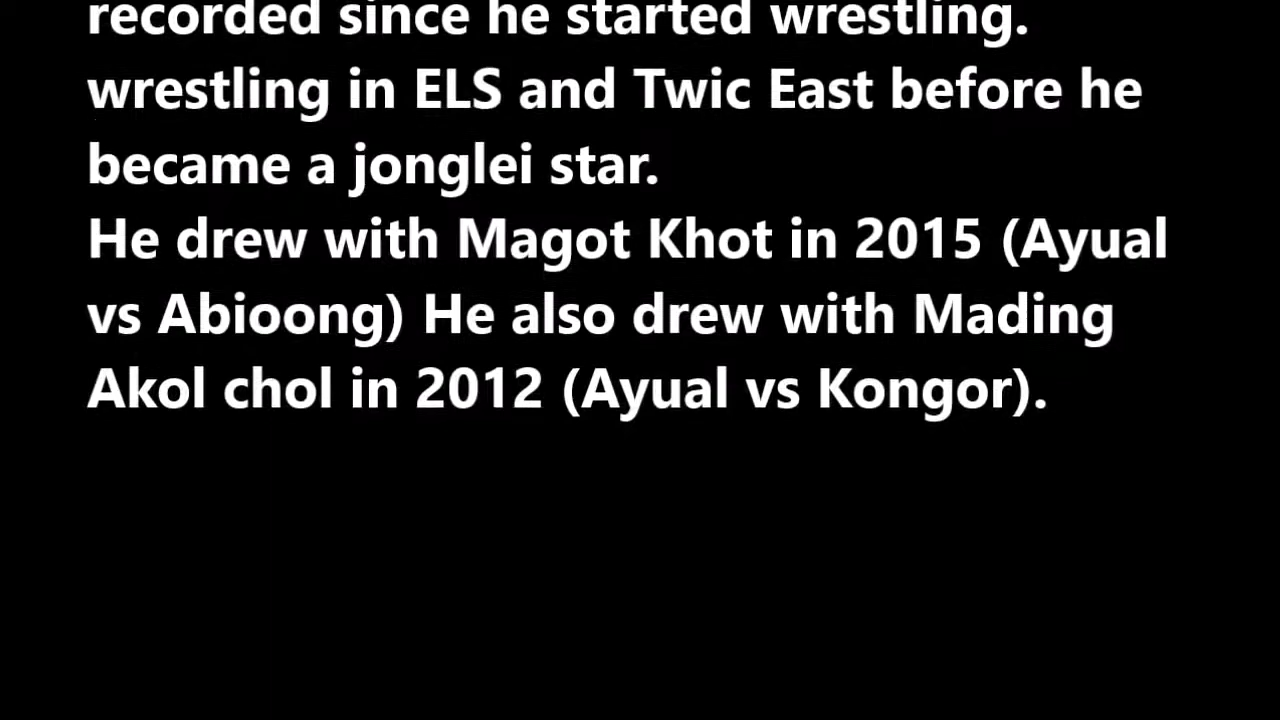 recorded since he started wrestling.
wrestling in ELS and Twic East before he
became a jonglei star.
He drew with Magot Khot in 2015 (Ayual
vs Abioong) He also drew with Mading
Akol chol in 2012 (Ayual vs Kongor).